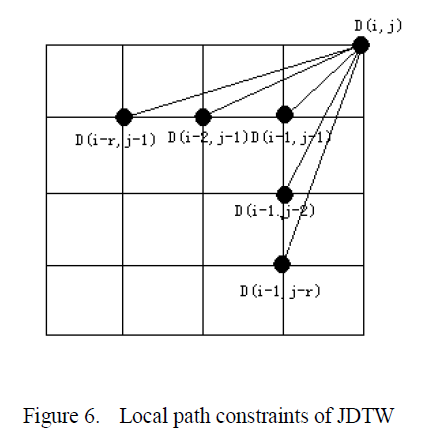 D(i,j)
D(i-r,j-1) D(i-2,j-1)D(i-1,j-1)
D(i-1.j-2)
D(i-1,j-r)
Figure 6. Local path constraints of JDTW